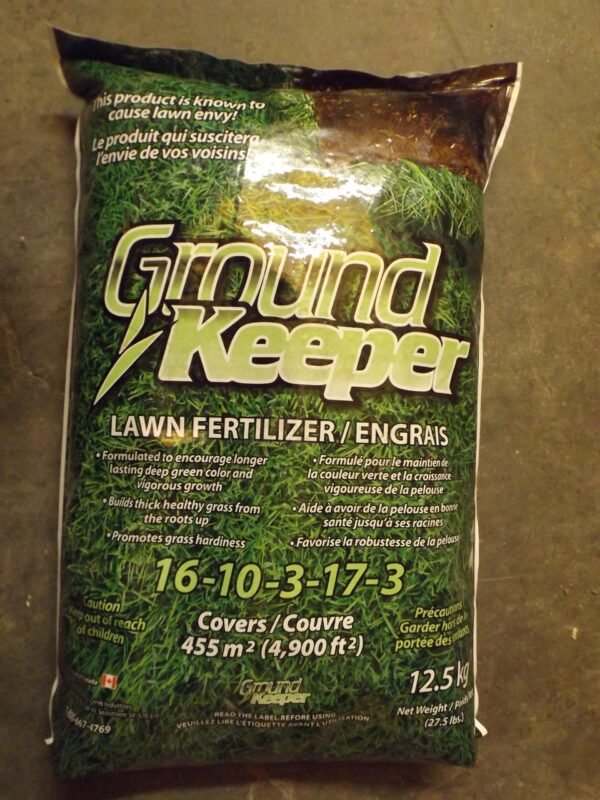 This product is known to
cause lawn envy!
Le produit qui suscitera
l'envie de vos voisins
Ground
Keeper
LAWN FERTILIZER / ENGRAIS
• Formulated to encourage longer
lasting deep green color and
vigorous growth
• Builds thick healthy grass from
the roots up
• Promotes grass hardiness
• Formulé pour le maintien de
la couleur verte et la croissance
vigoureuse de la pelouse
• Aide à avoir de la pelouse en bonne
santé jusqu'à ses racines
• Favorise la robustesse de la pelouse
16-10-3-17-3
Caution
Keep out of reach
of children
Covers / Couvre
455 m2 (4,900 ft2)
Précautions
Garder hors de la
portée des enfants
12.5 kg
Net Weight /
(27.5 lbs.)
Ground
Keeper
READ THE LABEL BEFORE USING
VEUILLEZ LIRE L'ÉTIQUETTE AVANT L'UTILISATION
Industries
667-4769